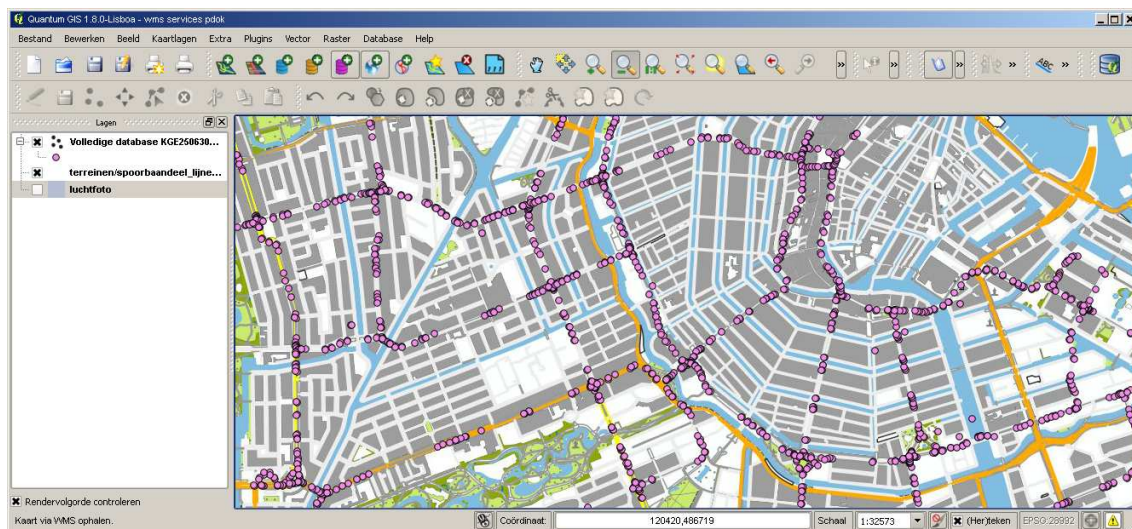 Quantum GIS 1.8.0-Lisboa - wms services pdok
Bestand Bewerken Beeld Kaartlagen Extra Plugins Vector Raster Database Help
ABC
Lagen
Volledige database KGE250630...
terreinen/spoorbaandeel_lijne...
luchtfoto
Rendervolgorde controleren
Kaart via WMS ophalen.
Coördinaat: 120420,486719 Schaal 1:32573 (Her)teken EPSG:28992